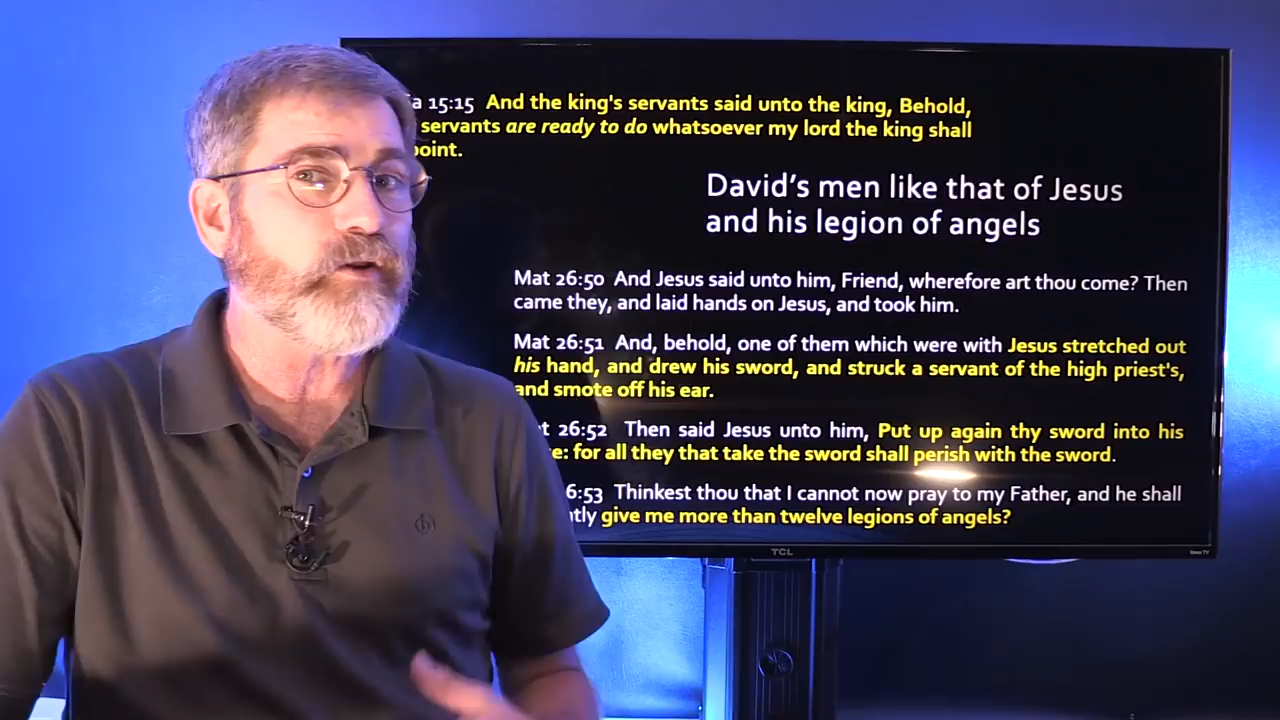 a 15:15 And the king's servants said unto the king, Behold,
servants are ready to do whatsoever my lord the king shall
point.
David's men like that of Jesus
and his legion of angels
Mat 26:50 And Jesus said unto him, Friend, wherefore art thou come? Then
came they, and laid hands on Jesus, and took him.
Mat 26:51 And, behold, one of them which were with Jesus stretched out
his hand, and drew his sword, and struck a servant of the high priest's,
and smote off his ear.
t 26:52 Then said Jesus unto him, Put up again thy sword into his
e: for all they that take the sword shall perish with the sword.
6:53 Thinkest thou that I cannot now pray to my Father, and he shall
ntly give me more than twelve legions of angels?
TCL
Roku TV